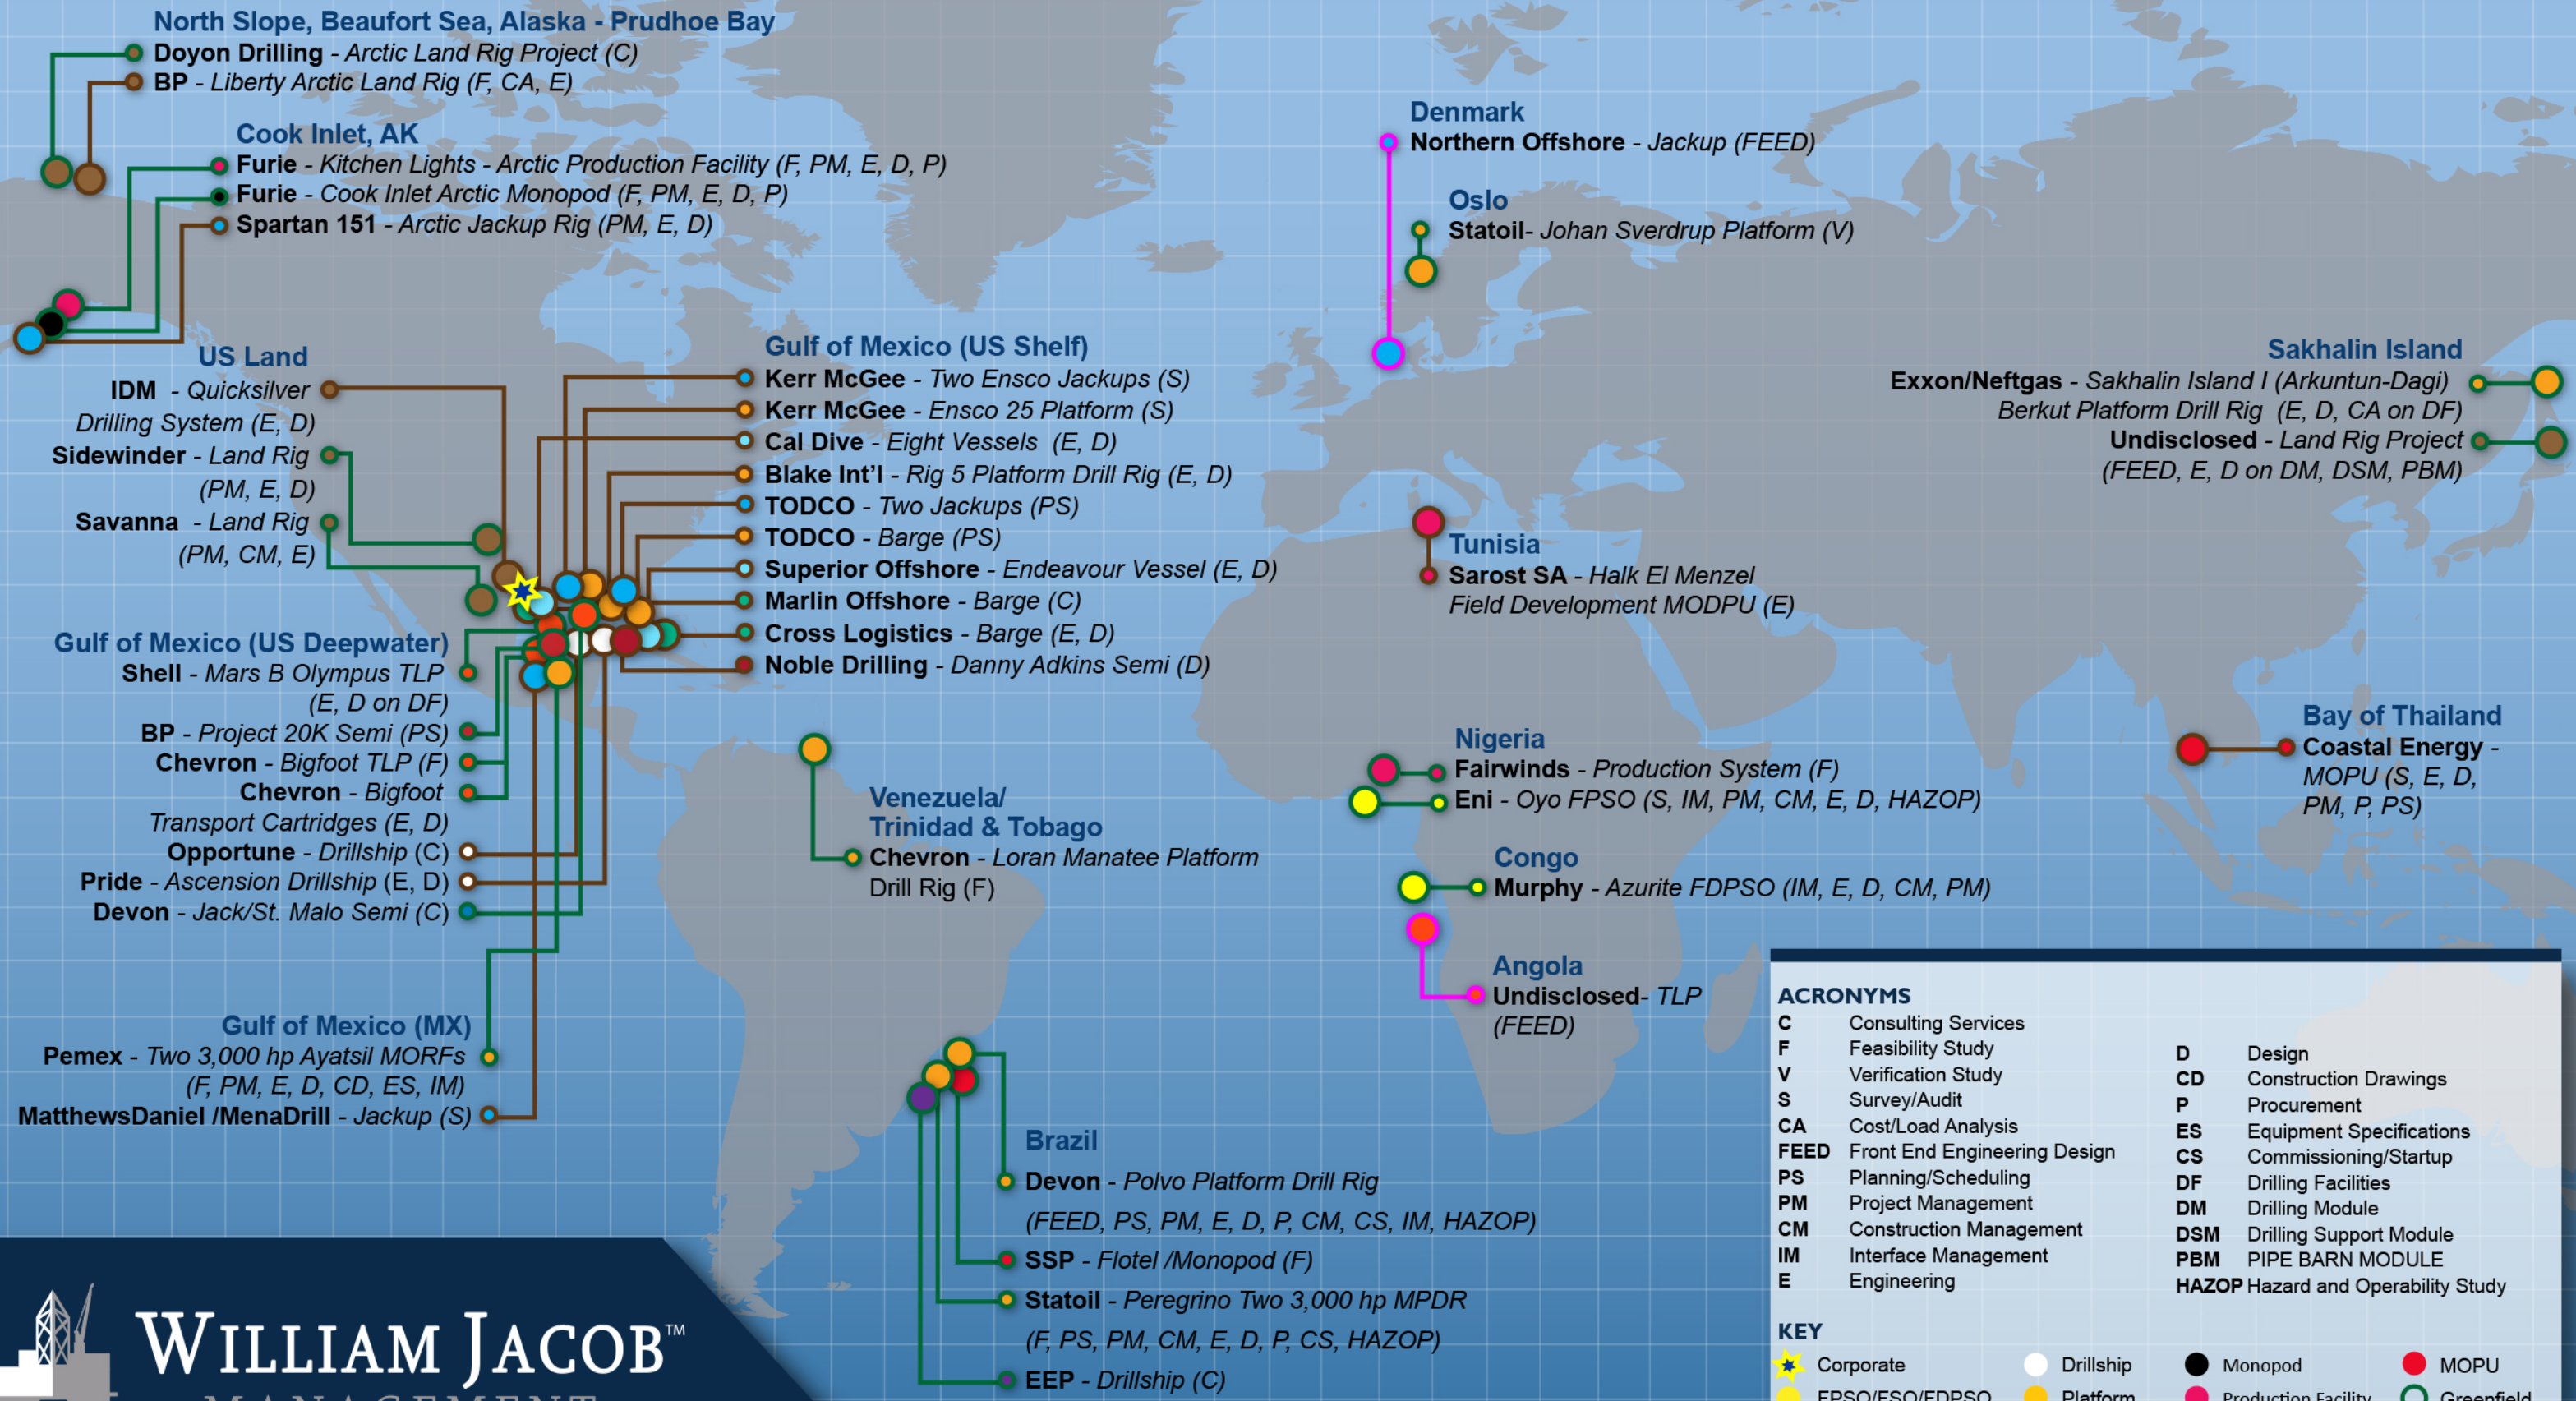 North Slope, Beaufort Sea, Alaska - Prudhoe Bay
Doyon Drilling - Arctic Land Rig Project (C)
BP - Liberty Arctic Land Rig (F, CA, E)
Cook Inlet, AK
Furie - Kitchen Lights - Arctic Production Facility (F, PM, E, D, P)
Furie - Cook Inlet Arctic Monopod (F, PM, E, D, P)
Spartan 151 - Arctic Jackup Rig (PM, E, D)
US Land
IDM - Quicksilver
Drilling System (E, D)
Sidewinder - Land Rig
(PM, E, D)
Savanna - Land Rig
(PM, CM, E)
Gulf of Mexico (US Deepwater)
Shell - Mars B Olympus TLP
(E, D on DF)
BP - Project 20K Semi (PS)
Chevron - Bigfoot TLP (F)
Chevron - Bigfoot
Transport Cartridges (E, D)
Opportune - Drillship (C)
Pride - Ascension Drillship (E, D)
Devon - Jack/St. Malo Semi (C)
Gulf of Mexico (MX)
Pemex - Two 3,000 hp Ayatsil MORFs
(F, PM, E, D, CD, ES, IM)
MatthewsDaniel /MenaDrill - Jackup (S)
Gulf of Mexico (US Shelf)
Kerr McGee - Two Ensco Jackups (S)
Kerr McGee - Ensco 25 Platform (S)
Cal Dive - Eight Vessels (E, D)
Blake Int'l - Rig 5 Platform Drill Rig (E, D)
TODCO - Two Jackups (PS)
TODCO - Barge (PS)
Superior Offshore - Endeavour Vessel (E, D)
Marlin Offshore - Barge (C)
Cross Logistics - Barge (E, D)
Noble Drilling - Danny Adkins Semi (D)
Venezuela/
Trinidad & Tobago
Chevron - Loran Manatee Platform
Drill Rig (F)
Brazil
Devon - Polvo Platform Drill Rig
(FEED, PS, PM, E, D, P, CM, CS, IM, HAZOP)
SSP - Flotel /Monopod (F)
Statoil - Peregrino Two 3,000 hp MPDR
(F, PS, PM, CM, E, D, P, CS, HAZOP)
EEP - Drillship (C)
Denmark
Northern Offshore - Jackup (FEED)
Oslo
Statoil- Johan Sverdrup Platform (V)
Tunisia
Sarost SA - Halk El Menzel
Field Development MODPU (E)
Nigeria
Fairwinds - Production System (F)
Eni - Oyo FPSO (S, IM, PM, CM, E, D, HAZOP)
Congo
Murphy - Azurite FDPSO (IM, E, D, CM, PM)
Angola
Undisclosed- TLP
(FEED)
Sakhalin Island
Exxon/Neftgas - Sakhalin Island I (Arkuntun-Dagi)
Berkut Platform Drill Rig (E, D, CA on DF)
Undisclosed - Land Rig Project
(FEED, E, D on DM, DSM, PBM)
Bay of Thailand
Coastal Energy -
MOPU (S, E, D,
PM, P, PS)
ACRONYMS
C Consulting Services
F Feasibility Study
V Verification Study
S Survey/Audit
CA Cost/Load Analysis
FEED Front End Engineering Design
PS Planning/Scheduling
PM Project Management
CM Construction Management
IM Interface Management
E Engineering
D Design
CD Construction Drawings
P Procurement
ES Equipment Specifications
CS Commissioning/Startup
DF Drilling Facilities
DM Drilling Module
DSM Drilling Support Module
PBM PIPE BARN MODULE
HAZOP Hazard and Operability Study
KEY
Corporate Drillship Monopod MOPU
FPSO/FSO/FDPSO Platform Production Facility Greenfield
WILLIAM JACOB™
MANAGEMENT